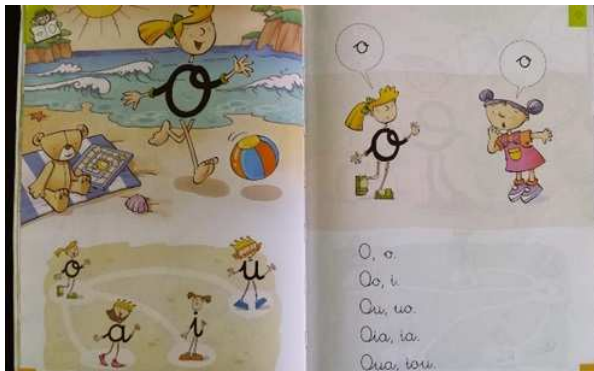 o
o
u
a
i
o
o
o
O, o.
Oo, i.
Ou, uo.
Oia, ia.
Oua, iou.